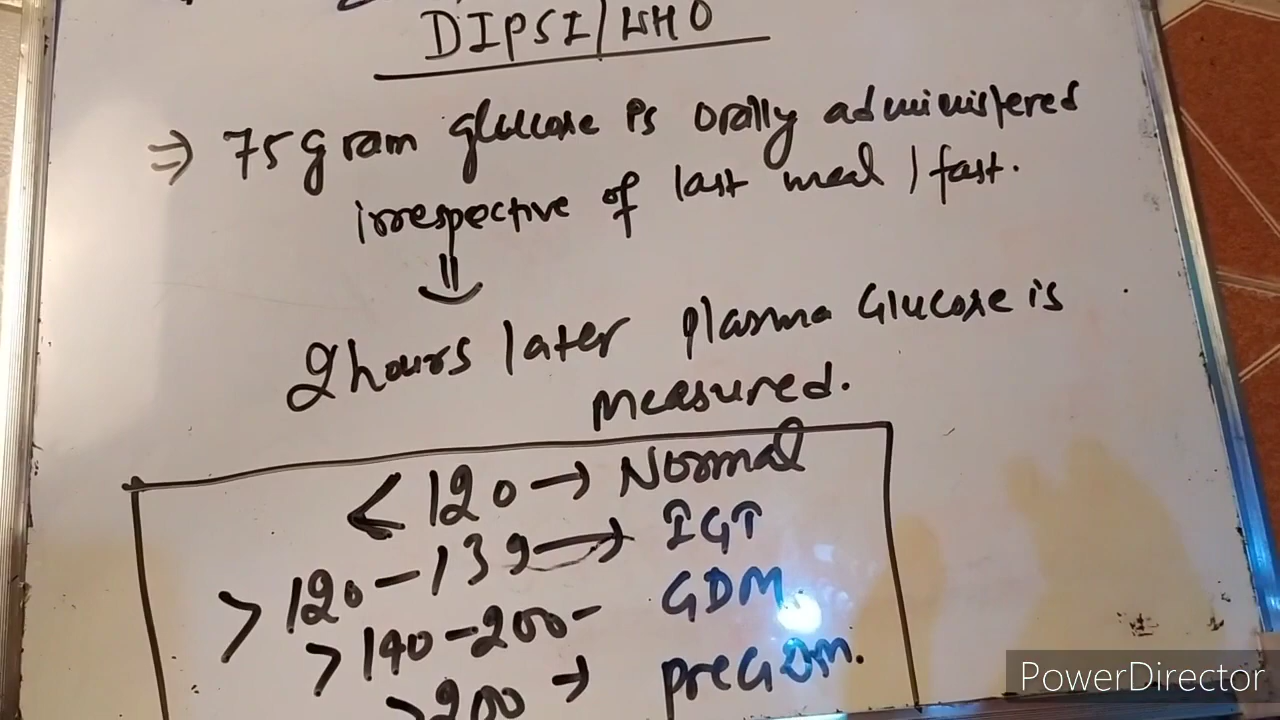 DIPSI/WHO
⇒ 75 gram glucose is orally administered
irrespective of last meal / fast.
⇓
2 hours later plasma Glucose is
measured.
< 120 → Normal
> 120 - 139 → IGT
> 140 - 200 - GDM
> 200 → preGDM.
PowerDirector